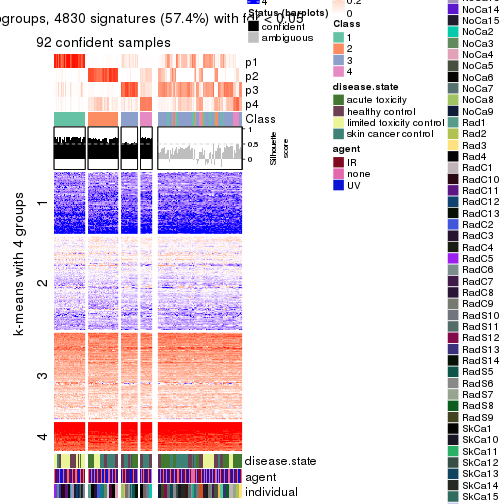 groups, 4830 signatures (57.4%) with fdr < 0.05
92 confident samples
p1
p2
p3
p4
Class
1
0.5
0
Silhouette
score
k-means with 4 groups
1
2
3
4
disease.state
agent
individual
4
Status (barplots)
confident
ambiguous
0.2
0
Class
1
2
3
4
disease.state
acute toxicity
healthy control
limited toxicity control
skin cancer control
agent
IR
none
UV
NoCa14
NoCa15
NoCa2
NoCa3
NoCa4
NoCa5
NoCa6
NoCa7
NoCa8
NoCa9
Rad1
Rad2
Rad3
Rad4
RadC1
RadC10
RadC11
RadC12
RadC13
RadC2
RadC3
RadC4
RadC5
RadC6
RadC7
RadC8
RadC9
RadS10
RadS11
RadS12
RadS13
RadS14
RadS5
RadS6
RadS7
RadS8
RadS9
SkCa1
SkCa10
SkCa11
SkCa12
SkCa13
SkCa14
SkCa15